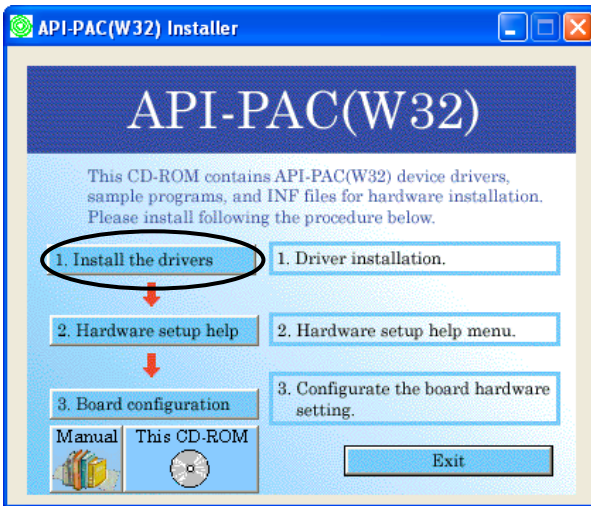 API-PAC(W32) Installer
API-PAC(W32)
This CD-ROM contains API-PAC(W32) device drivers,
sample programs, and INF files for hardware installation.
Please install following the procedure below.
1. Install the drivers
1. Driver installation.
2. Hardware setup help
2. Hardware setup help menu.
3. Board configuration
3. Configurate the board hardware
setting.
Manual
This CD-ROM
Exit